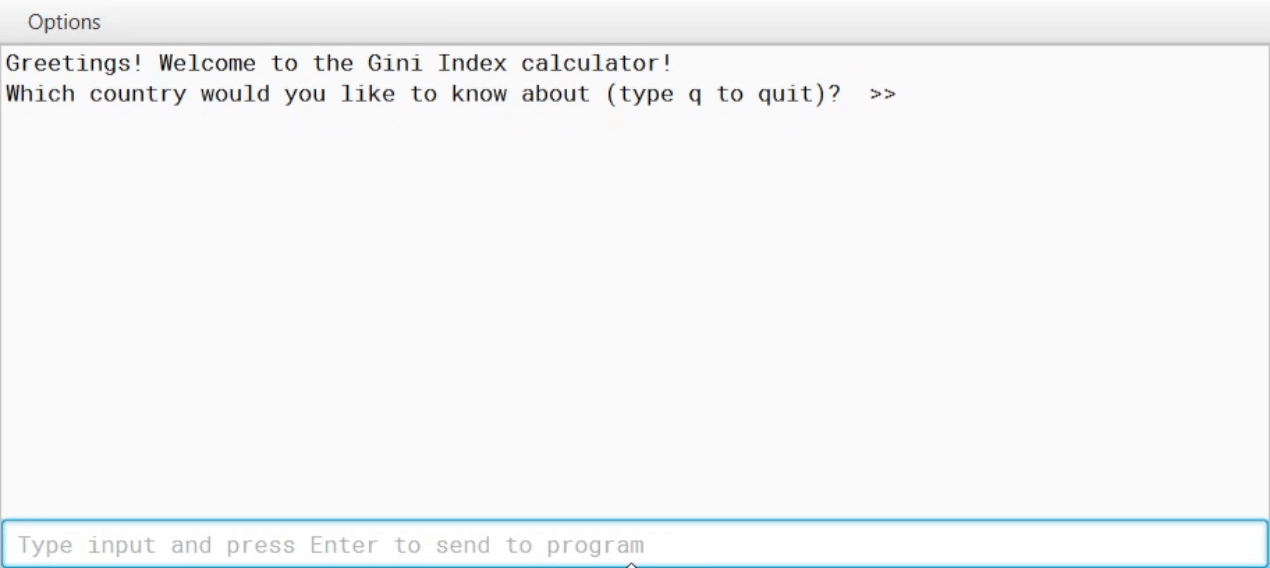 Options
Greetings! Welcome to the Gini Index calculator!
Which country would you like to know about (type q to quit)?  >>
Type input and press Enter to send to program